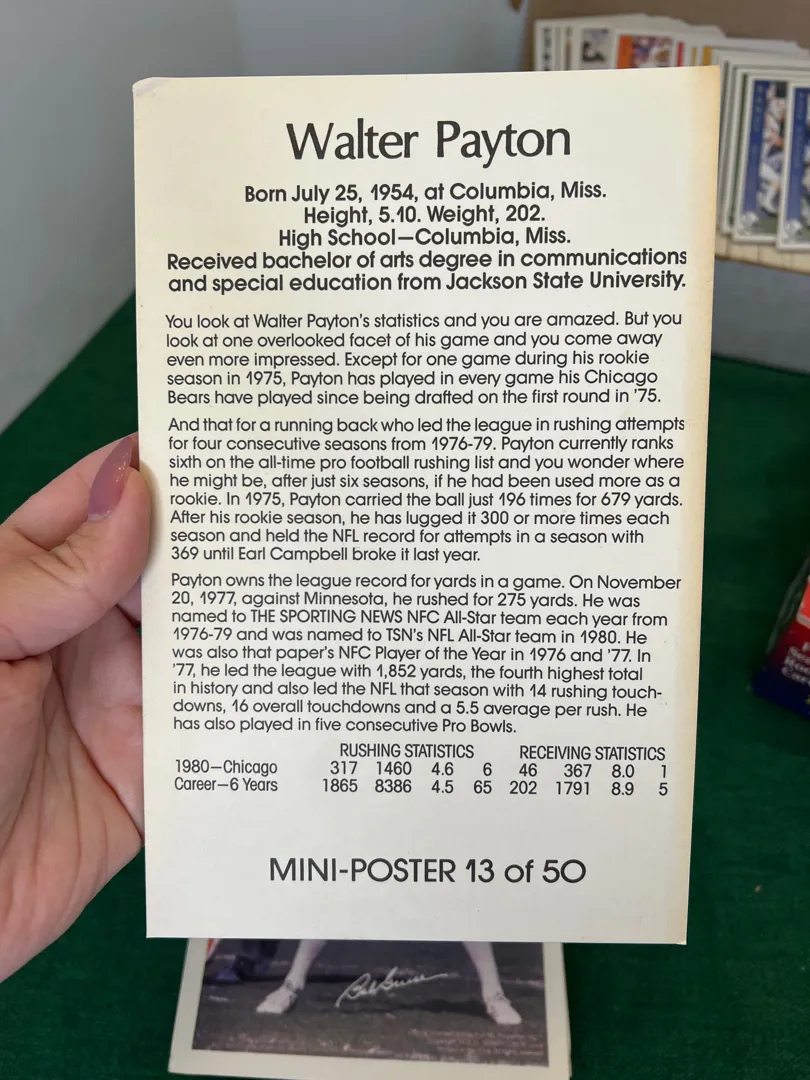 Walter Payton
Born July 25, 1954, at Columbia, Miss.
Height, 5.10. Weight, 202.
High School—Columbia, Miss.
Received bachelor of arts degree in communications
and special education from Jackson State University.
You look at Walter Payton's statistics and you are amazed. But you
look at one overlooked facet of his game and you come away
even more impressed. Except for one game during his rookie
season in 1975, Payton has played in every game his Chicago
Bears have played since being drafted on the first round in '75.
And that for a running back who led the league in rushing attempts
for four consecutive seasons from 1976-79. Payton currently ranks
sixth on the all-time pro football rushing list and you wonder where
he might be, after just six seasons, if he had been used more as a
rookie. In 1975, Payton carried the ball just 196 times for 679 yards.
After his rookie season, he has lugged it 300 or more times each
season and held the NFL record for attempts in a season with
369 until Earl Campbell broke it last year.
Payton owns the league record for yards in a game. On November
20, 1977, against Minnesota, he rushed for 275 yards. He was
named to THE SPORTING NEWS NFC All-Star team each year from
1976-79 and was named to TSN's NFL All-Star team in 1980. He
was also that paper's NFC Player of the Year in 1976 and '77. In
'77, he led the league with 1,852 yards, the fourth highest total
in history and also led the NFL that season with 14 rushing touch-
downs, 16 overall touchdowns and a 5.5 average per rush. He
has also played in five consecutive Pro Bowls.
RUSHING STATISTICS RECEIVING STATISTICS
1980—Chicago 317 1460 4.6 6 46 367 8.0 1
Career—6 Years 1865 8386 4.5 65 202 1791 8.9 5
MINI-POSTER 13 of 50